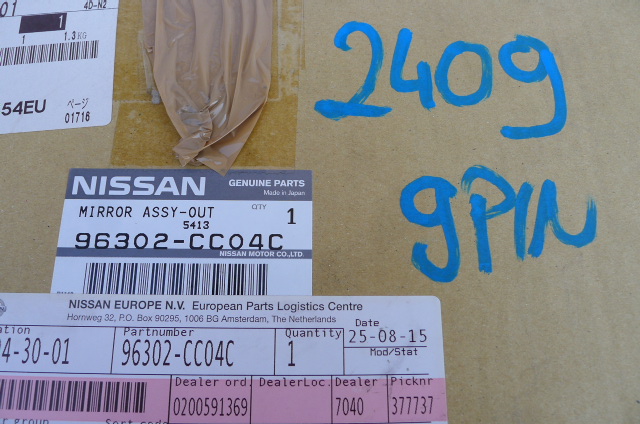 01
4D-N2
1
1 1.3KG
54EU
ページ
01716
2409
9PIN
NISSAN GENUINE PARTS
Made in Japan
MIRROR ASSY-OUT QTY 1
5413
96302-CC04C
NISSAN MOTOR CO.,LTD.
NISSAN EUROPE N.V. European Parts Logistics Centre
Hornweg 32, P.O. Box 90295, 1006 BG Amsterdam, The Netherlands
Partnumber Quantity Date
4-30-01 96302-CC04C 1 25-08-15
Mod/Stat
Dealer ord. DealerLoc. Dealer Picknr
0200591369 7040 377737